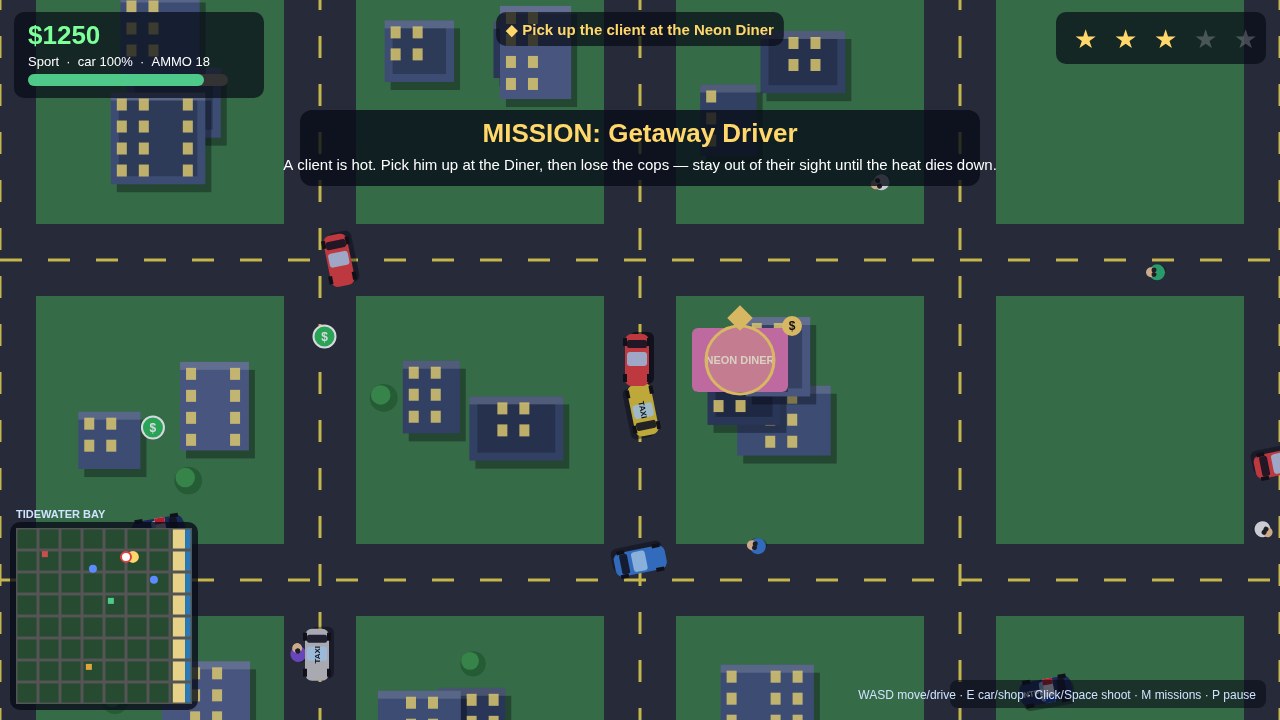 $1250
Sport · car 100% · AMMO 18
◆ Pick up the client at the Neon Diner
★ ★ ★ ★ ★
MISSION: Getaway Driver
A client is hot. Pick him up at the Diner, then lose the cops — stay out of their sight until the heat dies down.
$
$
NEON DINER
TAXI
$
TIDEWATER BAY
TAXI
WASD move/drive · E car/shop · Click/Space shoot · M missions · P pause